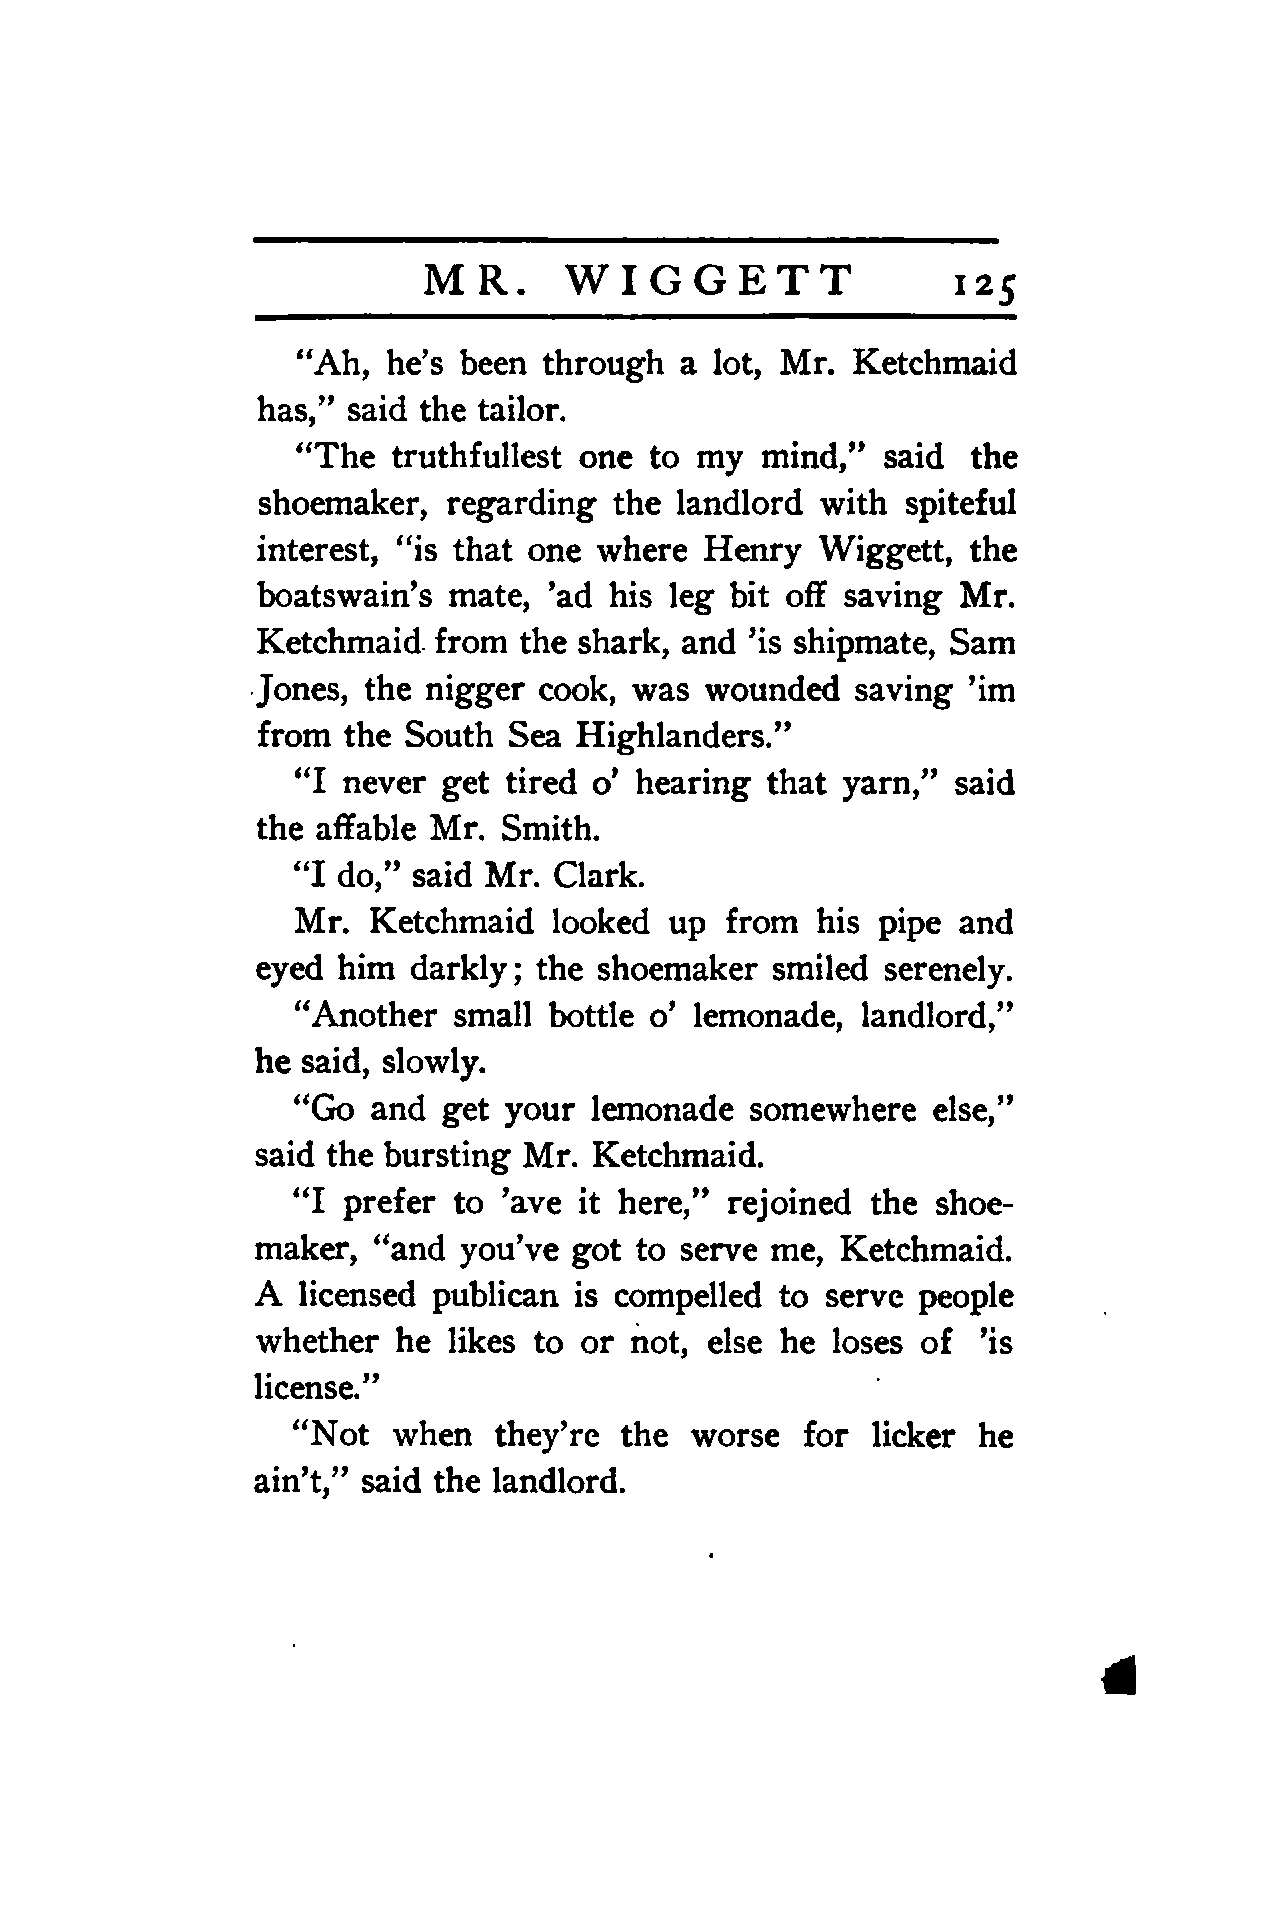 MR. WIGGETT 125
“Ah, he’s been through a lot, Mr. Ketchmaid
has,” said the tailor.
“The truthfullest one to my mind,” said the
shoemaker, regarding the landlord with spiteful
interest, “is that one where Henry Wiggett, the
boatswain’s mate, ’ad his leg bit off saving Mr.
Ketchmaid from the shark, and ’is shipmate, Sam
Jones, the nigger cook, was wounded saving ’im
from the South Sea Highlanders.”
“I never get tired o’ hearing that yarn,” said
the affable Mr. Smith.
“I do,” said Mr. Clark.
Mr. Ketchmaid looked up from his pipe and
eyed him darkly; the shoemaker smiled serenely.
“Another small bottle o’ lemonade, landlord,”
he said, slowly.
“Go and get your lemonade somewhere else,”
said the bursting Mr. Ketchmaid.
“I prefer to ’ave it here,” rejoined the shoe-
maker, “and you’ve got to serve me, Ketchmaid.
A licensed publican is compelled to serve people
whether he likes to or not, else he loses of ’is
license.”
“Not when they’re the worse for licker he
ain’t,” said the landlord.